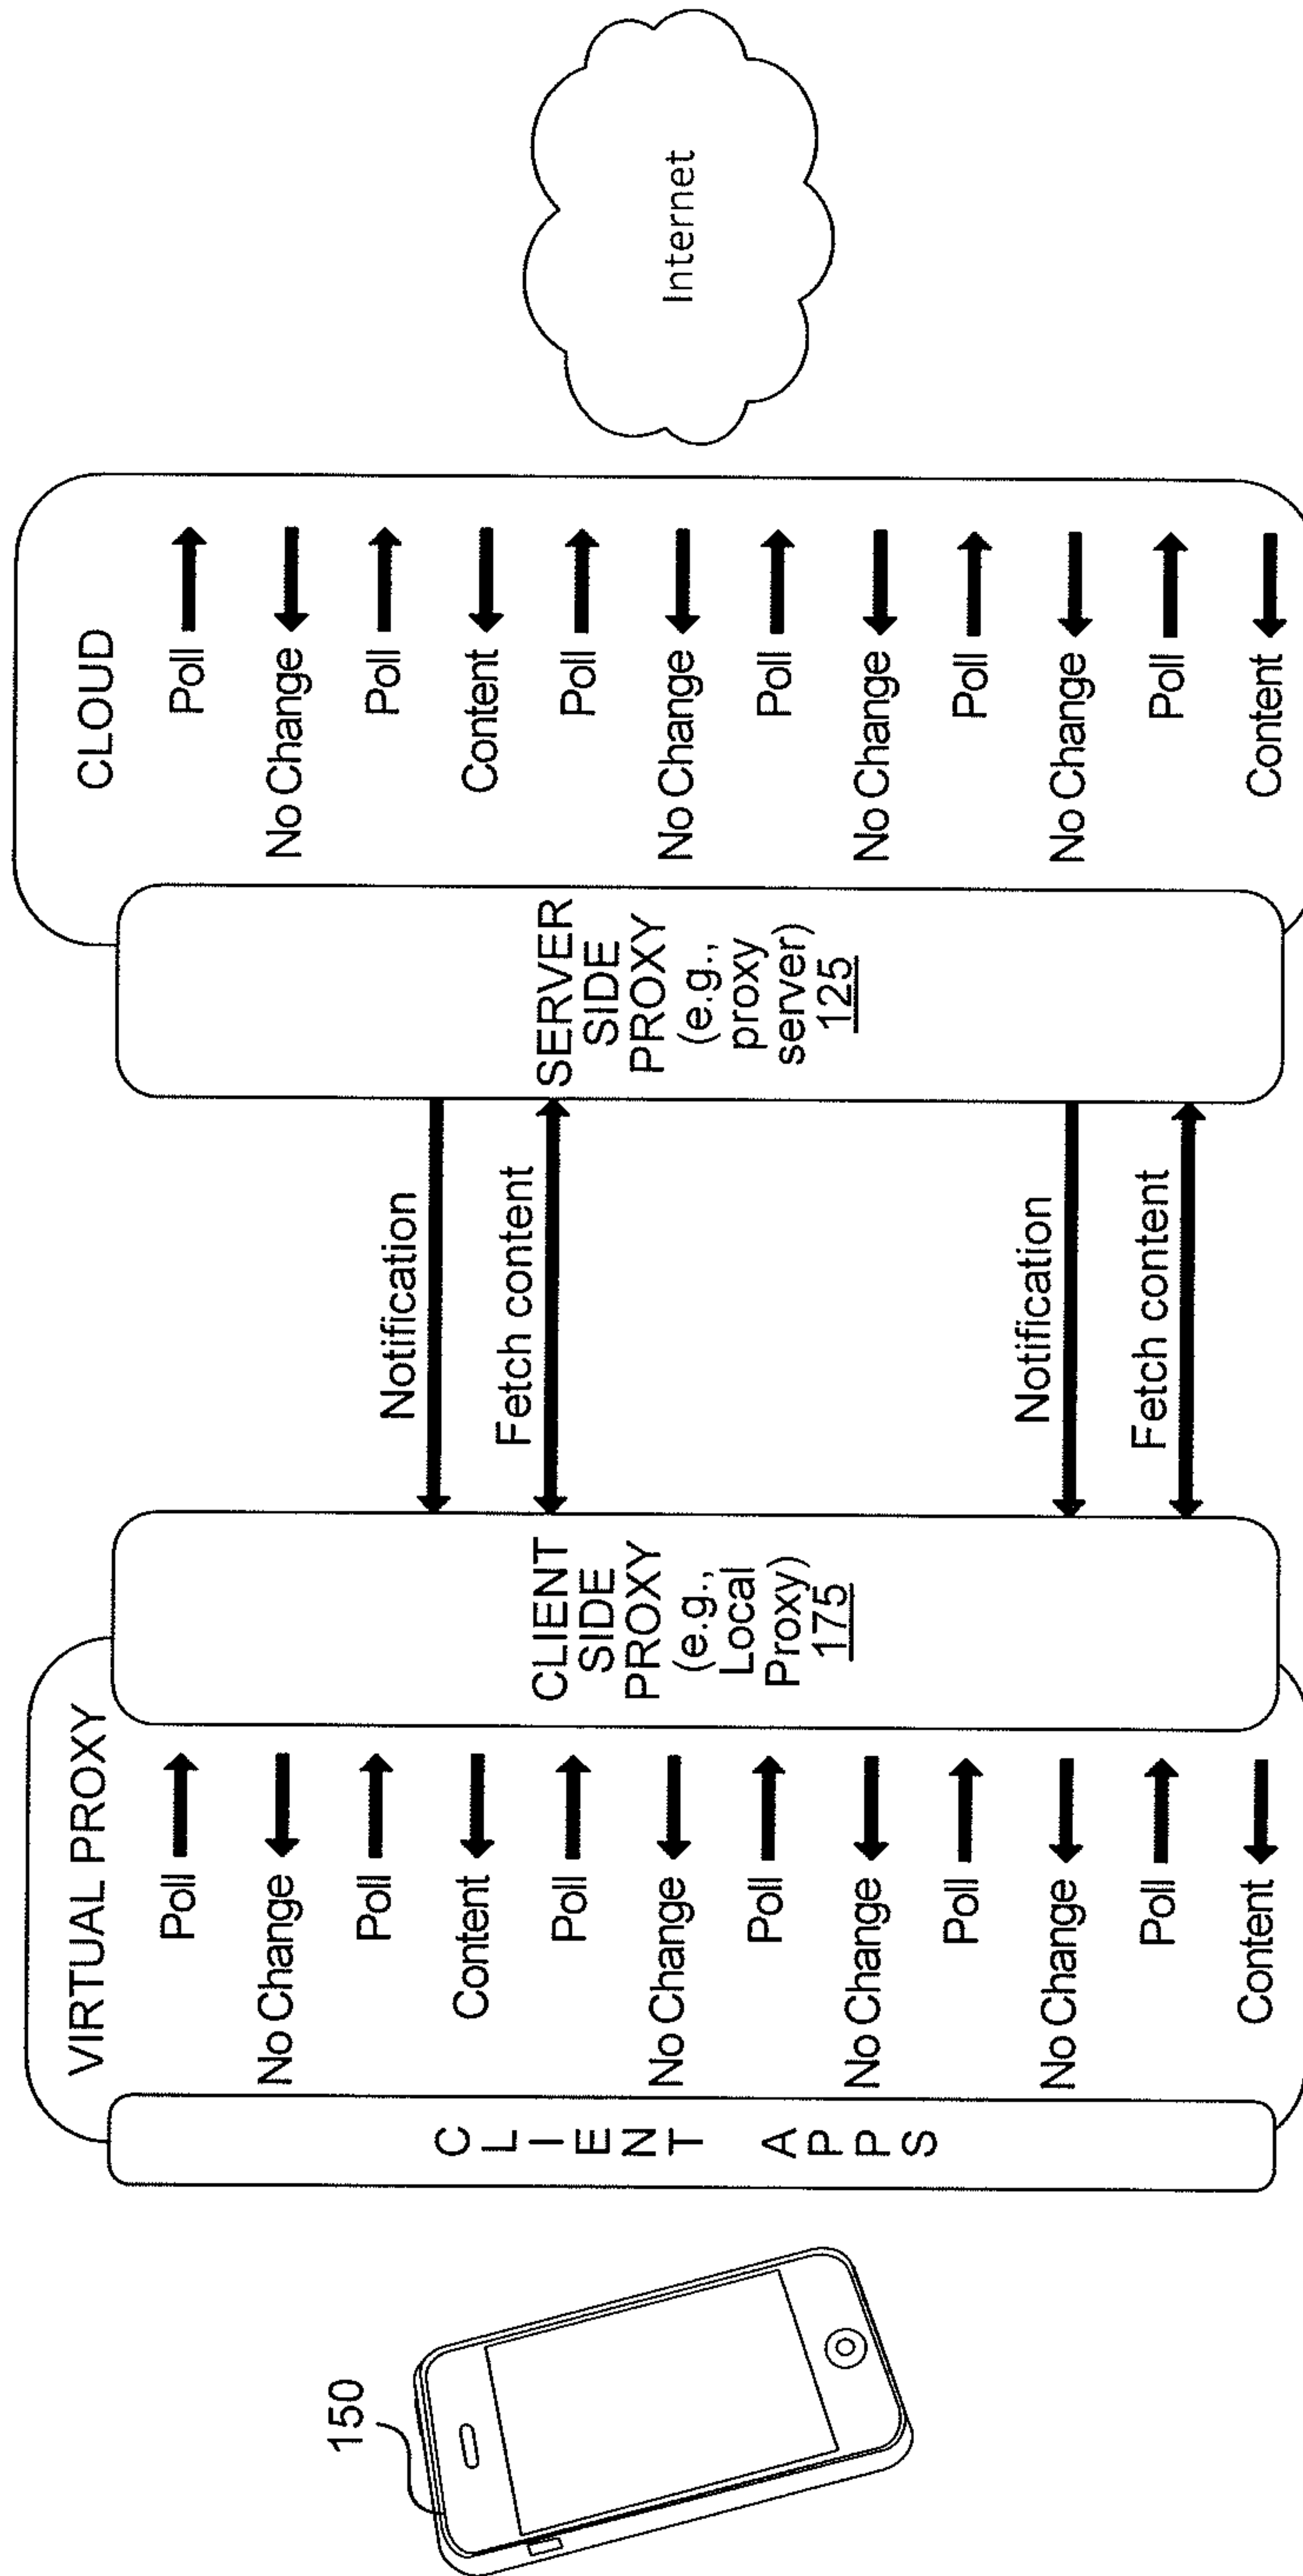 150
CLIENT APPS
VIRTUAL PROXY
Poll
No Change
Poll
Content
Poll
No Change
Poll
No Change
Poll
No Change
Poll
Content
CLIENT
SIDE
PROXY
(e.g.,
Local
Proxy)
175
Notification
Fetch content
Notification
Fetch content
SERVER
SIDE
PROXY
(e.g.,
proxy
server)
125
CLOUD
Poll
No Change
Poll
Content
Poll
No Change
Poll
No Change
Poll
No Change
Poll
Content
Internet